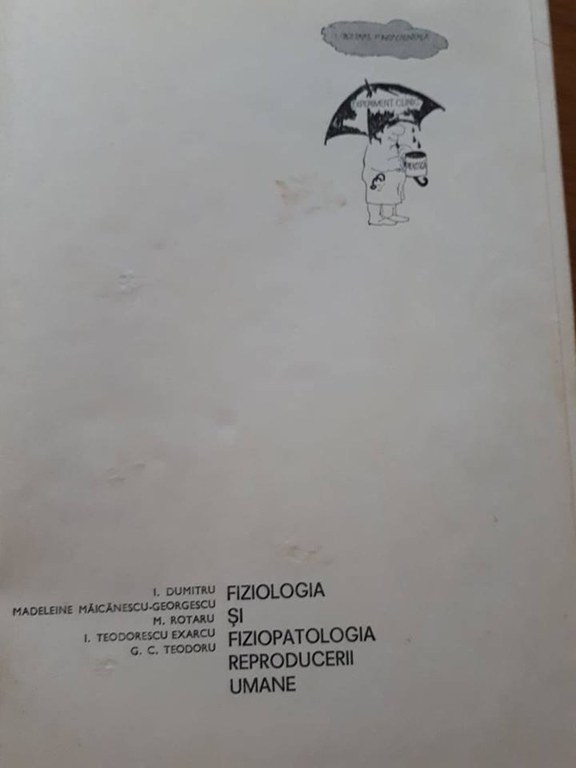 EXPERIMENT CLINIC
I. DUMITRU
MADELEINE MĂICĂNESCU-GEORGESCU
M. ROTARU
I. TEODORESCU EXARCU
G. C. TEODORU
FIZIOLOGIA
ȘI
FIZIOPATOLOGIA
REPRODUCERII
UMANE